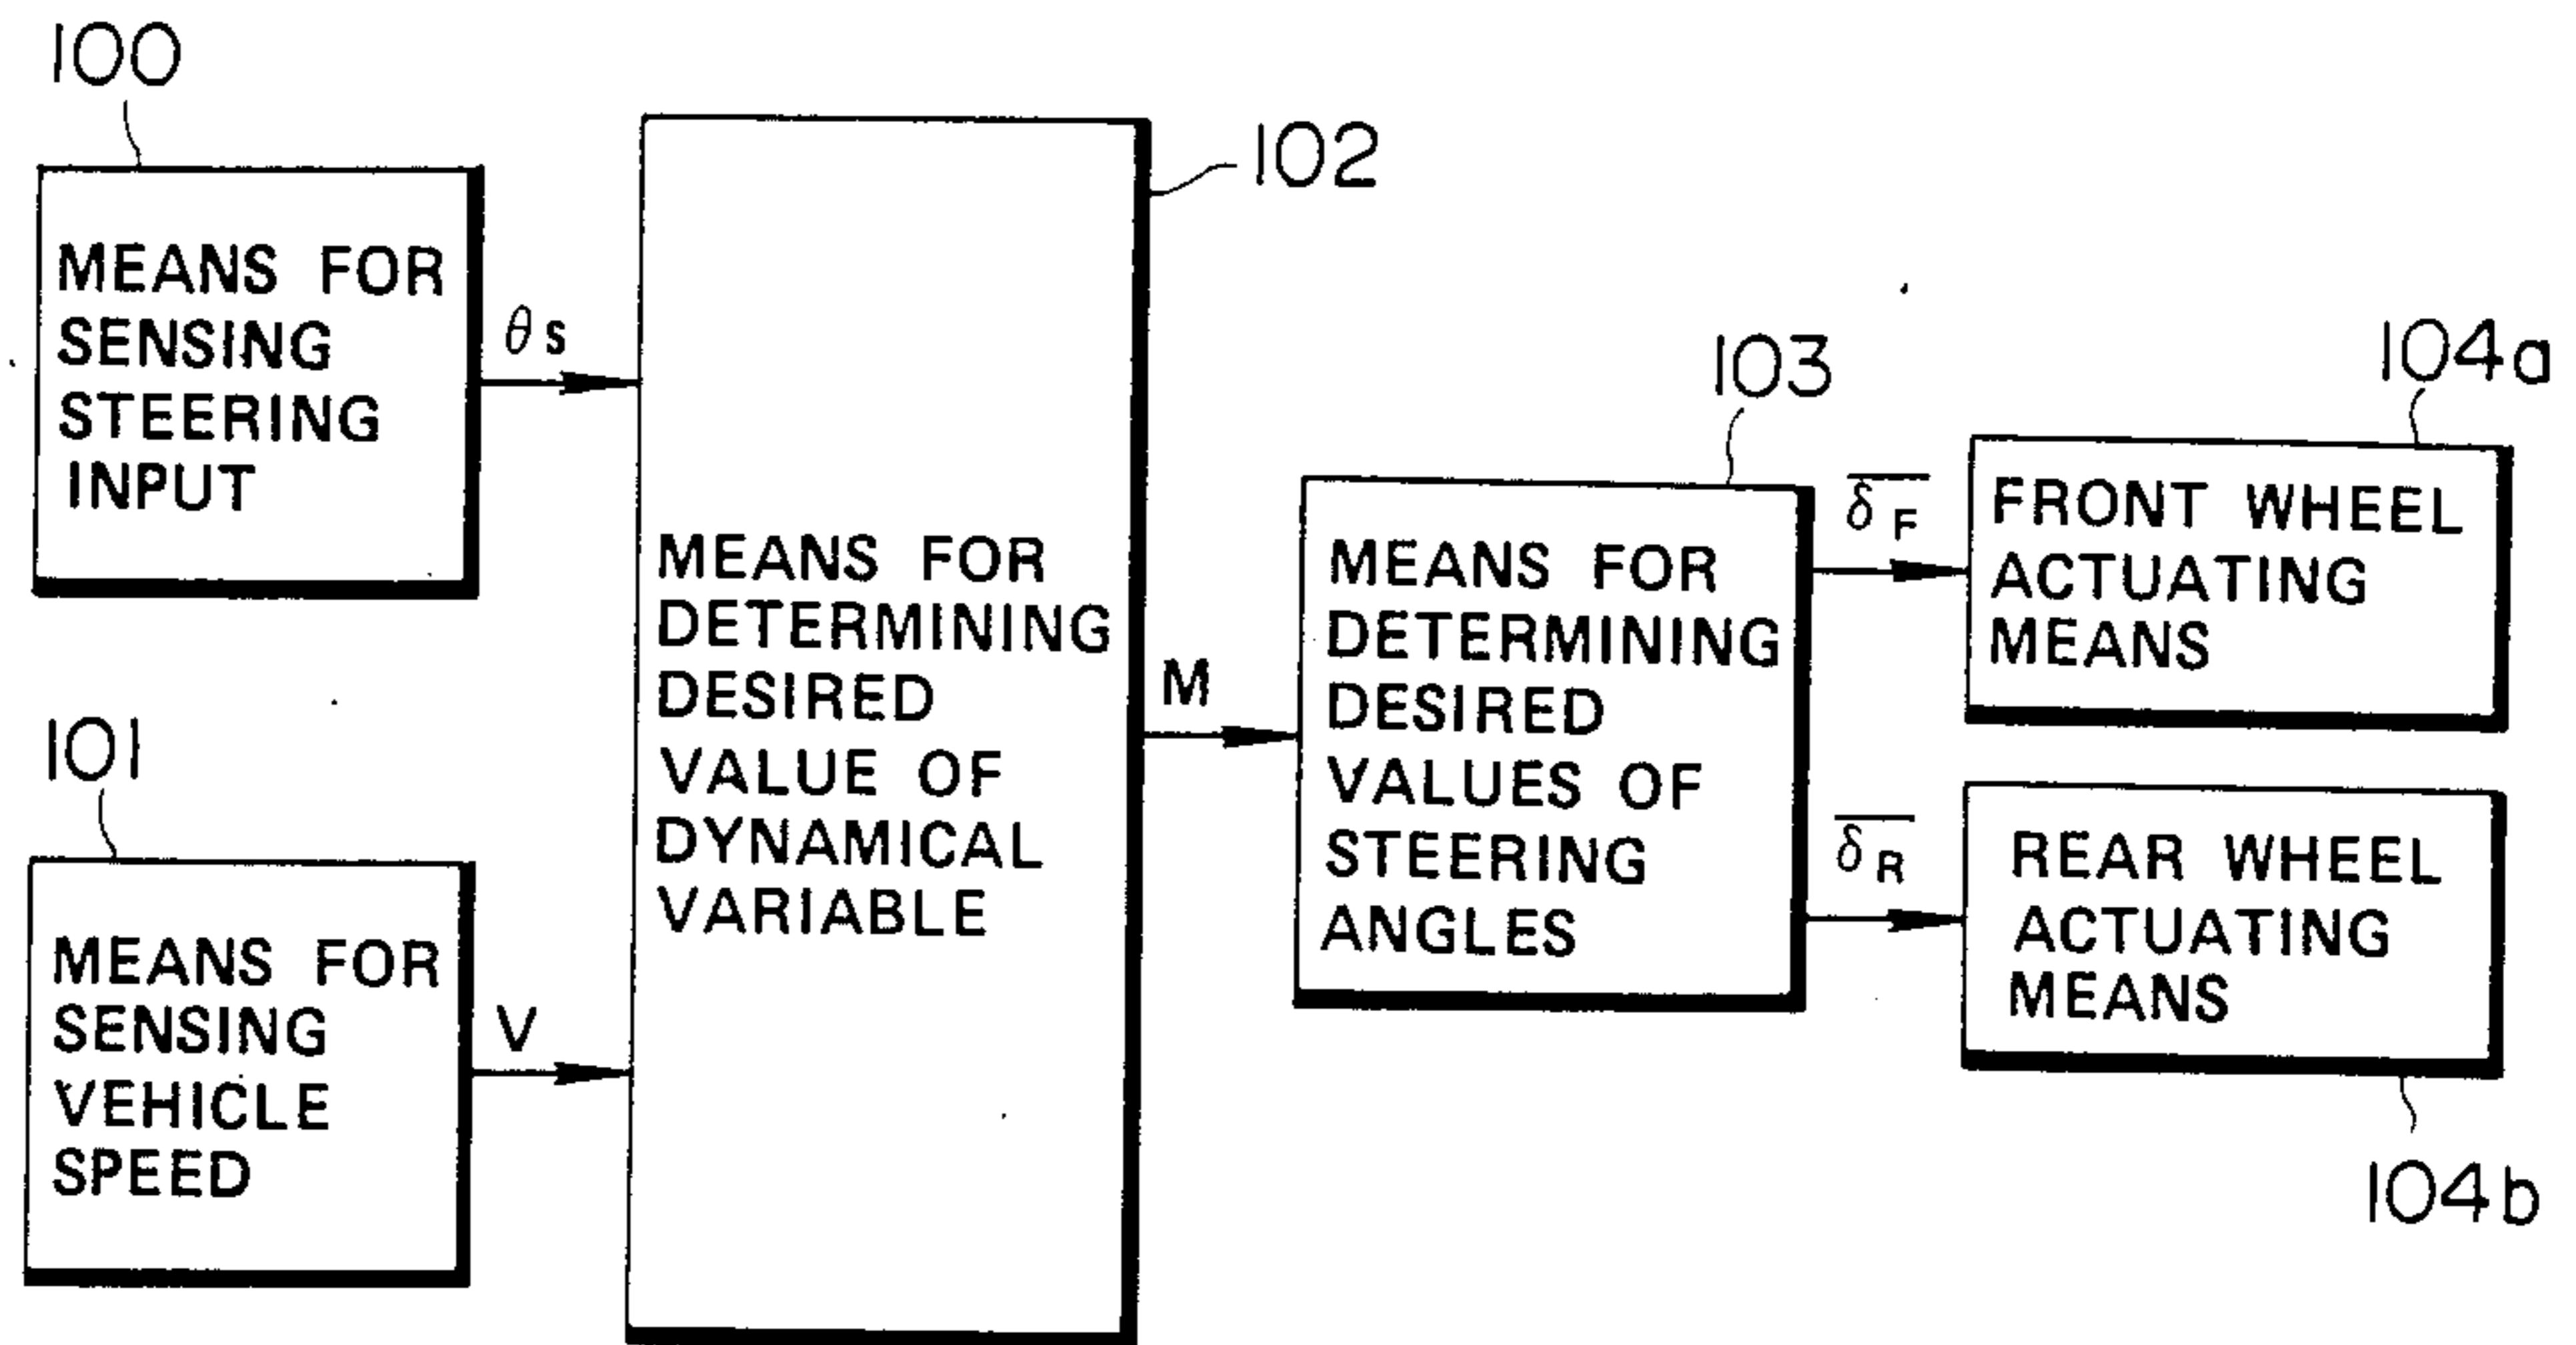 100
MEANS FOR
SENSING
STEERING
INPUT
θs
101
MEANS FOR
SENSING
VEHICLE
SPEED
V
102
MEANS FOR
DETERMINING
DESIRED
VALUE OF
DYNAMICAL
VARIABLE
M
103
MEANS FOR
DETERMINING
DESIRED
VALUES OF
STEERING
ANGLES
δ̅F̅
δ̅R̅
104a
FRONT WHEEL
ACTUATING
MEANS
REAR WHEEL
ACTUATING
MEANS
104b